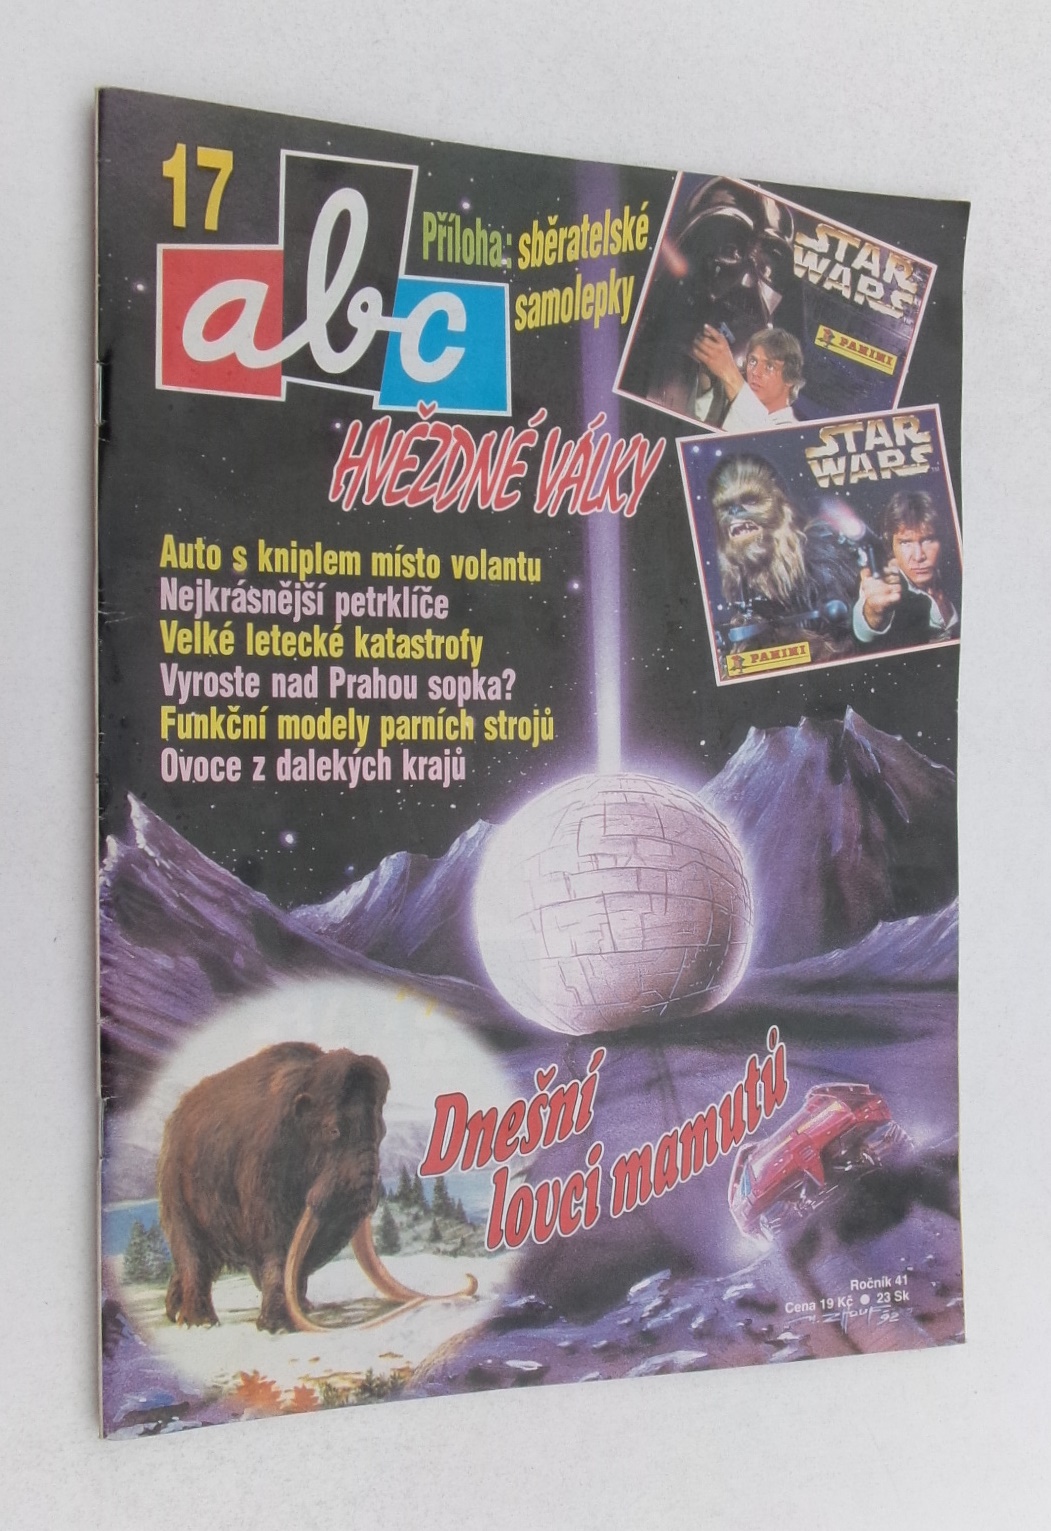 17
abc
Příloha: sběratelské
samolepky
STAR
WARS
PANINI
STAR
WARS
PANINI
HVĚZDNÉ VÁLKY
Auto s kniplem místo volantu
Nejkrásnější petrklíče
Velké letecké katastrofy
Vyroste nad Prahou sopka?
Funkční modely parních strojů
Ovoce z dalekých krajů
Dnešní
lovci mamutů
Ročník 41
Cena 19 Kč ● 23 Sk
92